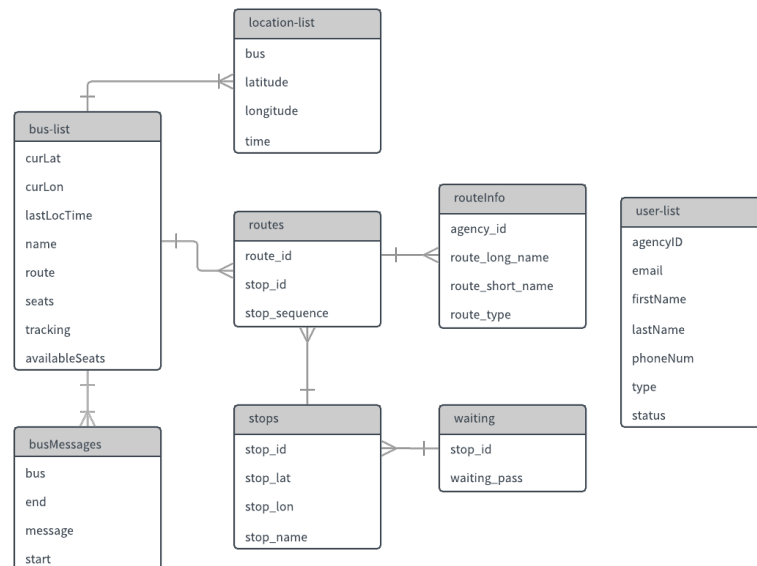 location-list
bus
latitude
longitude
time
bus-list
curLat
curLon
lastLocTime
name
route
seats
tracking
availableSeats
routes
route_id
stop_id
stop_sequence
routeInfo
agency_id
route_long_name
route_short_name
route_type
user-list
agencyID
email
firstName
lastName
phoneNum
type
status
busMessages
bus
end
message
start
stops
stop_id
stop_lat
stop_lon
stop_name
waiting
stop_id
waiting_pass